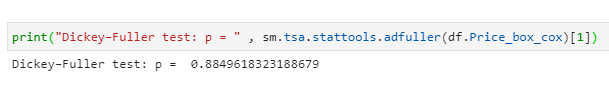 print("Dickey-Fuller test: p = " , sm.tsa.stattools.adfuller(df.Price_box_cox)[1])
Dickey-Fuller test: p =  0.8849618323188679